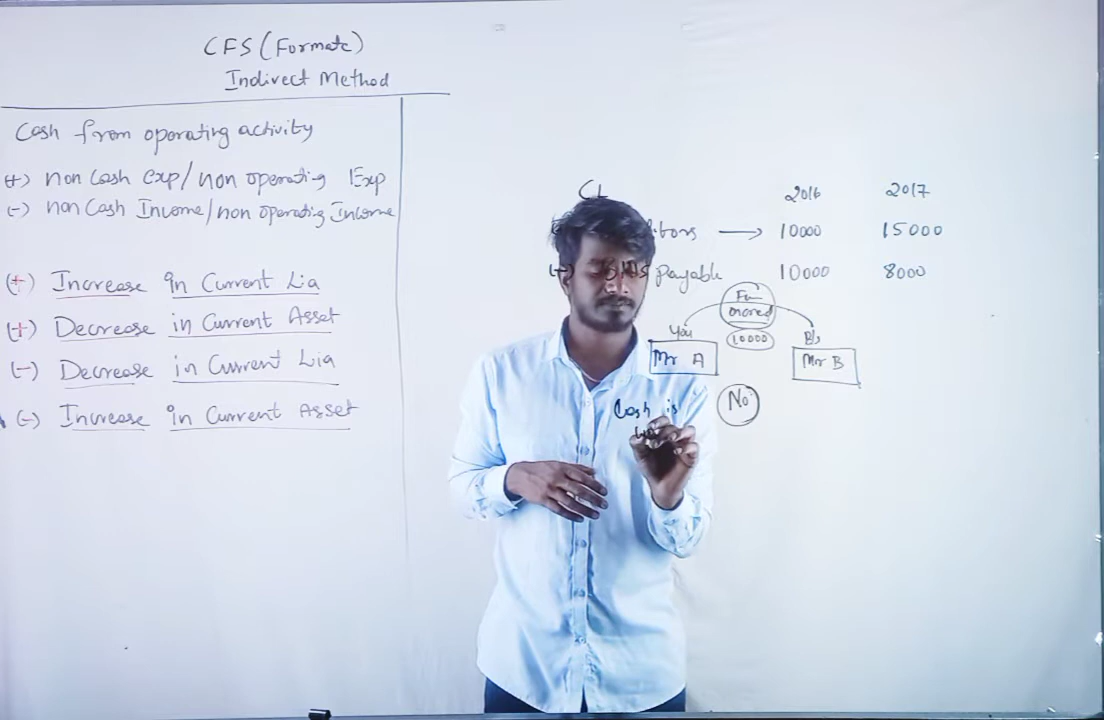 CFS (Formate)
Indirect Method
Cash from operating activity
(+) non Cash exp/non operating Exp
(-) non Cash Income/non operating Income
(+) Increase in Current Lia
(+) Decrease in Current Asset
(-) Decrease in Current Lia
(-) Increase in Current Asset
CL 2016 2017
10000 15000
payable 10000 8000
You
10000
Mr A Mr B
Cash is
No